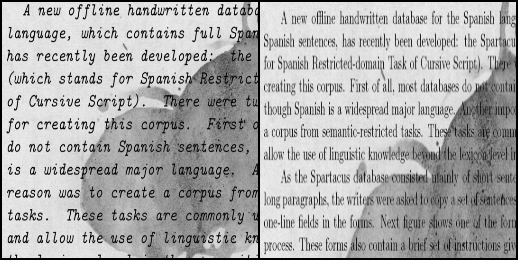 A new offline handwritten datab
language, which contains full Span
has recently been developed: the
(which stands for Spanish Restrict
of Cursive Script). There were tw
for creating this corpus. First o
do not contain Spanish sentences,
is a widespread major language. A
reason was to create a corpus from
tasks. These tasks are commonly u
and allow the use of linguistic kn
A new offline handwritten database for the Spanish lang
Spanish sentences, has recently been developed: the Spartacu
for Spanish Restricted-domain Task of Cursive Script). There
creating this corpus. First of all, most databases do not contai
though Spanish is a widespread major language. Another impor
a corpus from semantic-restricted tasks. These tasks are comm
allow the use of linguistic knowledge beyond the lexicon level in
As the Spartacus database consisted mainly of short sente
long paragraphs, the writers were asked to copy a set of sentences
one-line fields in the forms. Next figure shows one of the form
process. These forms also contain a brief set of instructions giv